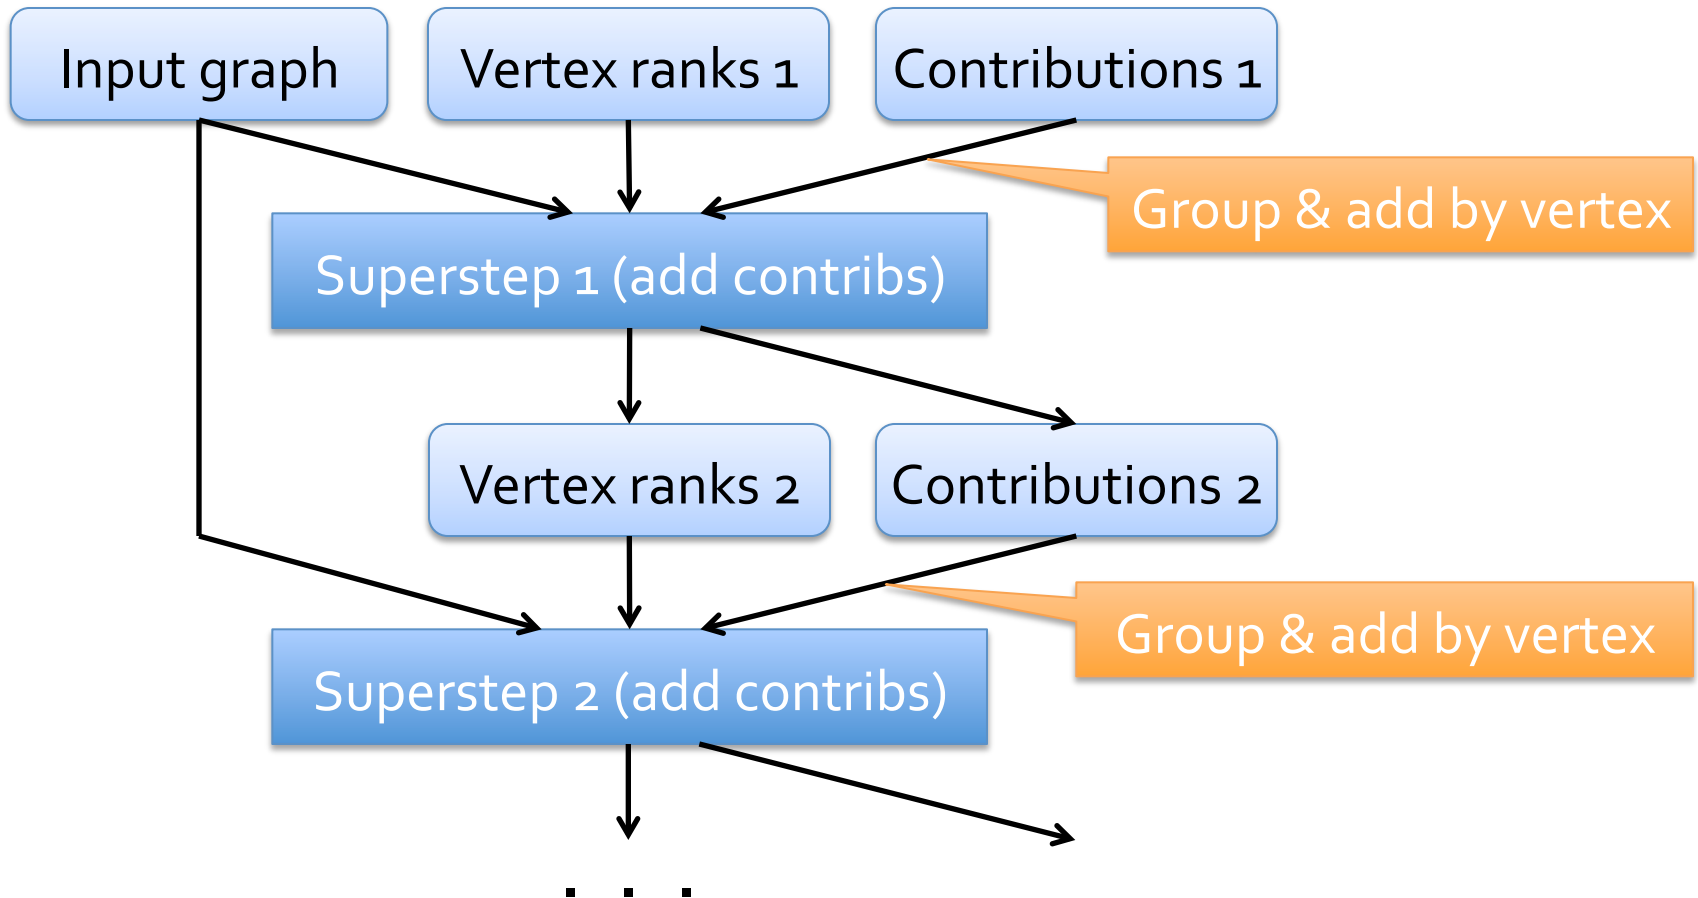 Input graph
Vertex ranks 1
Contributions 1
Group & add by vertex
Superstep 1 (add contribs)
Vertex ranks 2
Contributions 2
Group & add by vertex
Superstep 2 (add contribs)
. . .